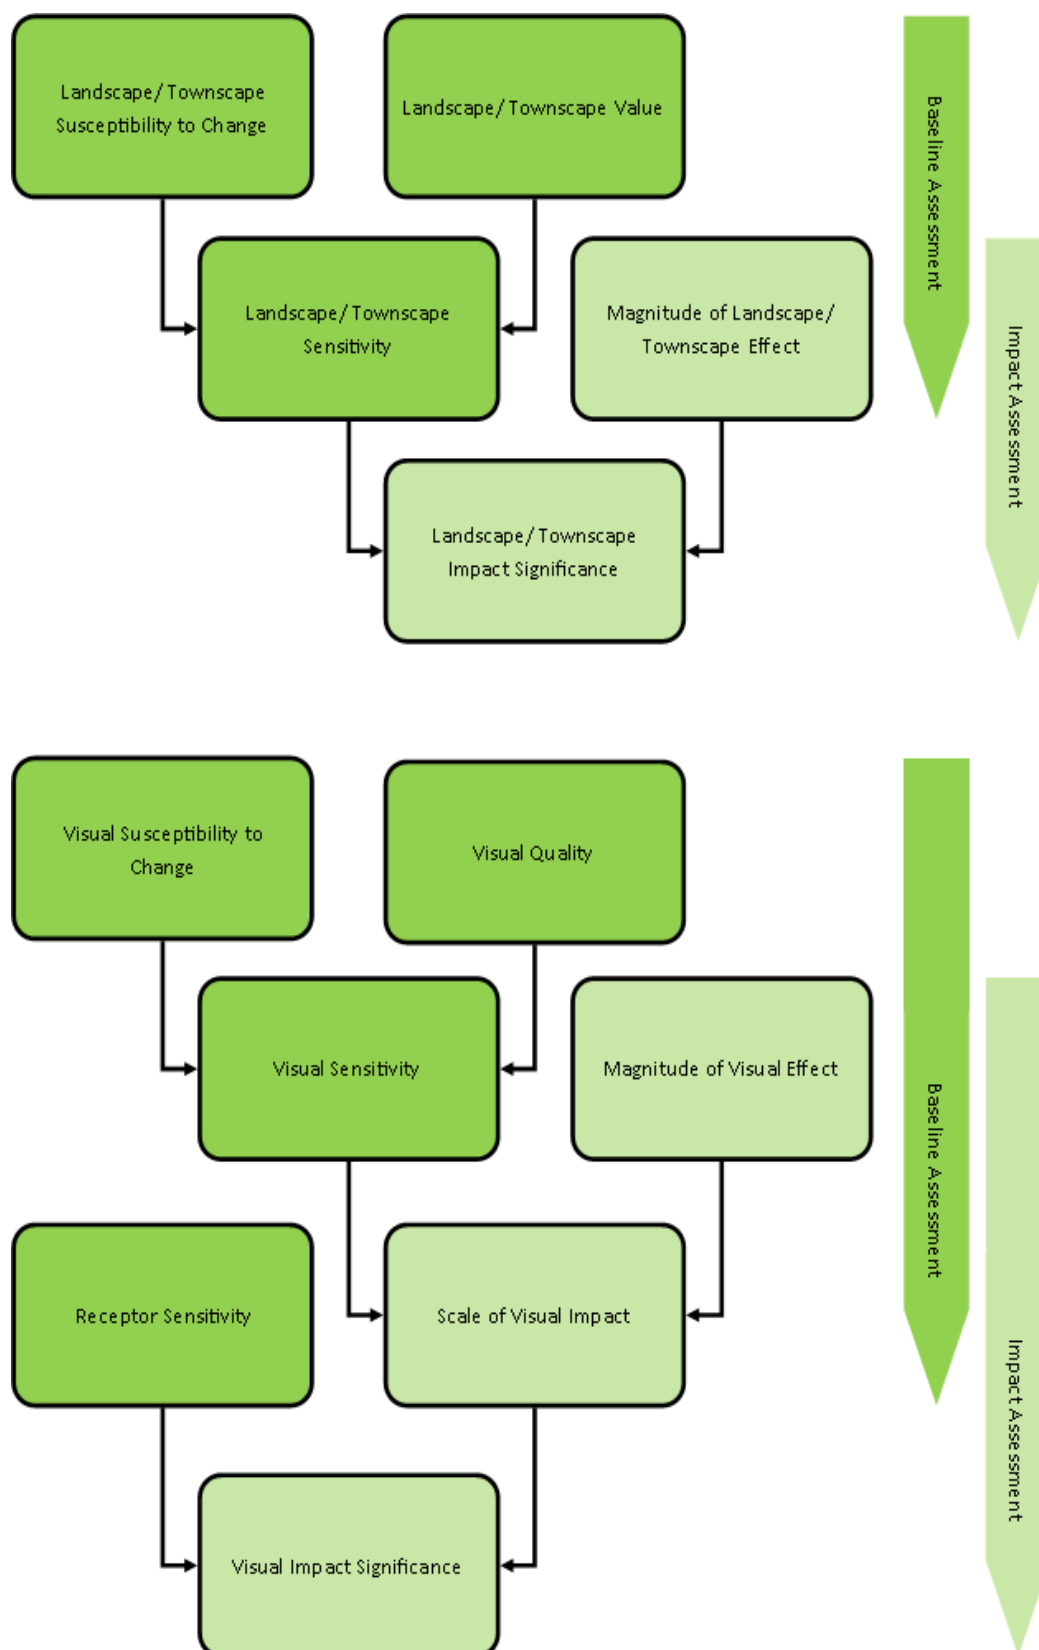 Landscape/ Townscape
Susceptibility to Change
Landscape/ Townscape Value
Baseline Assessment
Landscape/ Townscape
Sensitivity
Magnitude of Landscape/
Townscape Effect
Impact Assessment
Landscape/ Townscape
Impact Significance
Visual Susceptibility to
Change
Visual Quality
Visual Sensitivity
Magnitude of Visual Effect
Baseline Assessment
Receptor Sensitivity
Scale of Visual Impact
Impact Assessment
Visual Impact Significance